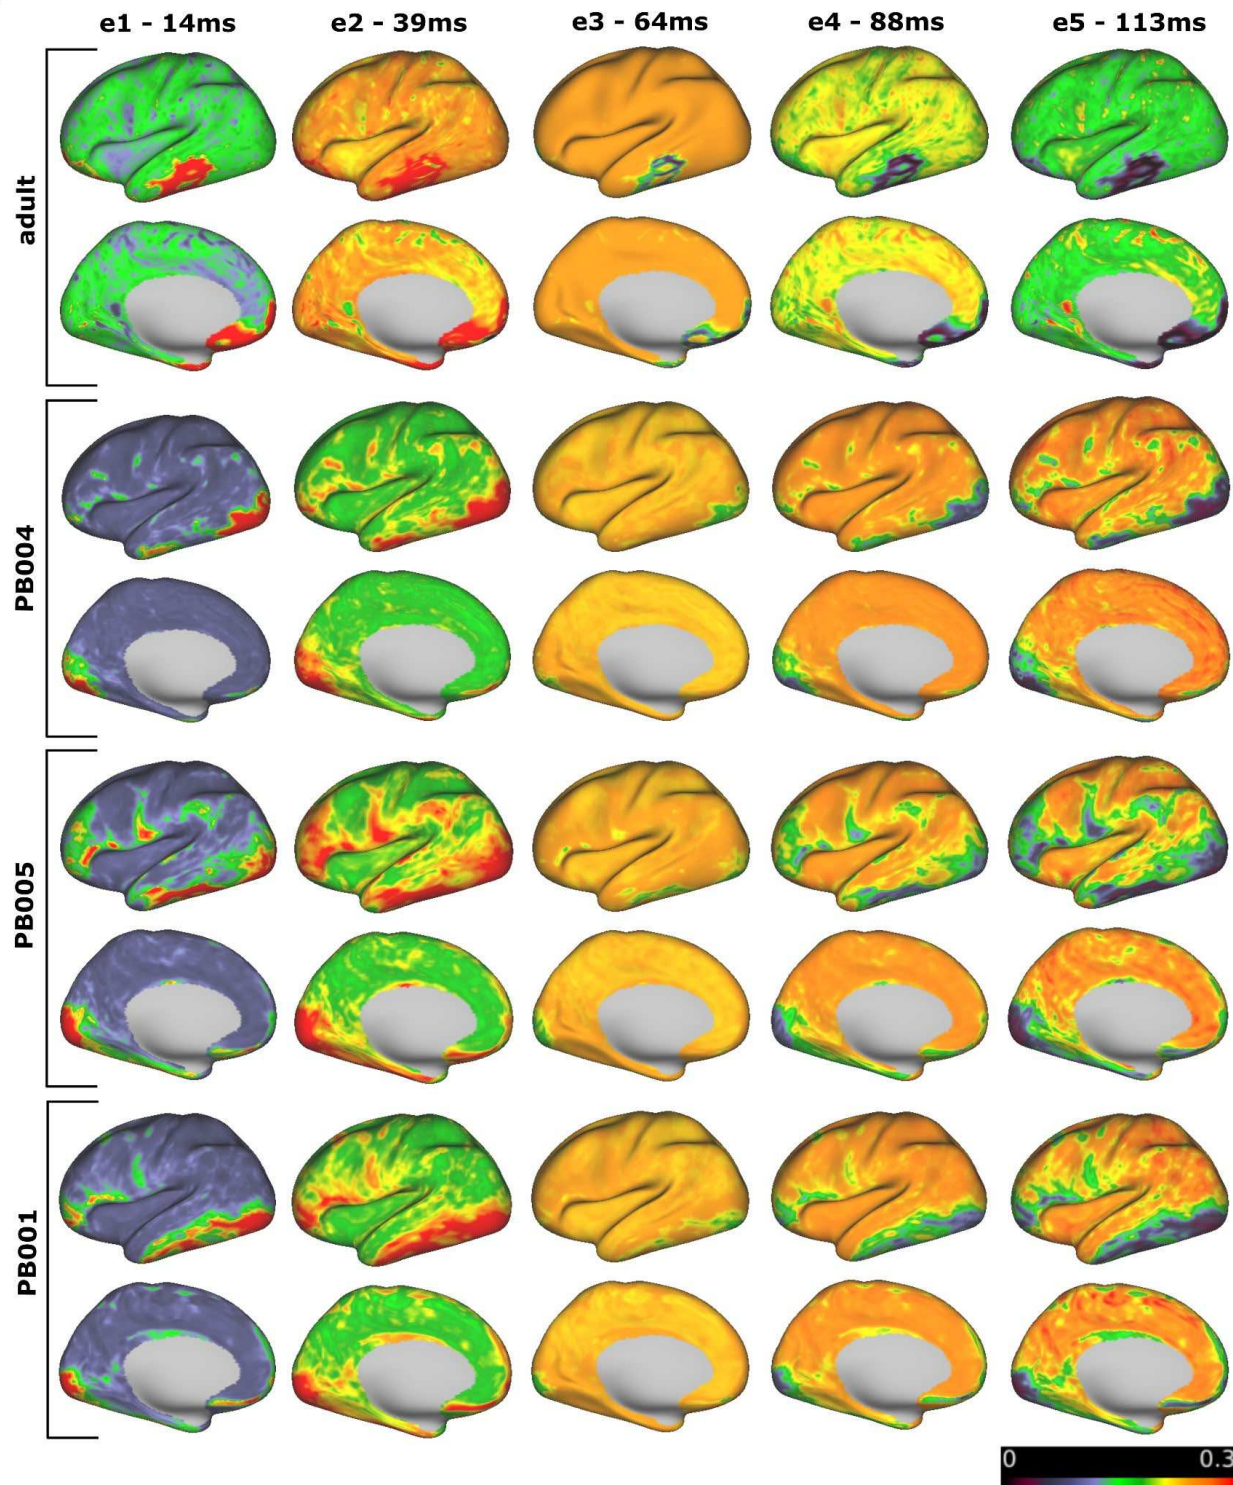 e1 - 14ms e2 - 39ms e3 - 64ms e4 - 88ms e5 - 113ms
adult
PB004
PB005
PB001
0 0.3